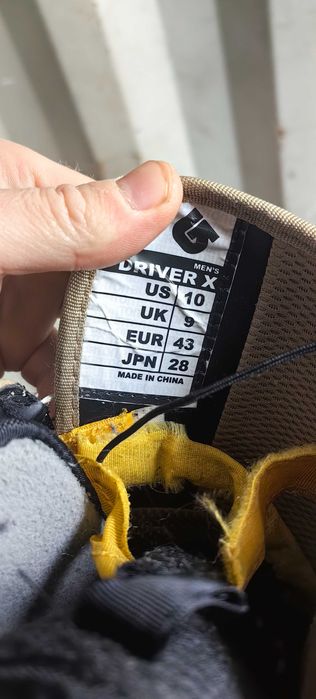 MEN'S
DRIVER X
US 10
UK 9
EUR 43
JPN 28
MADE IN CHINA